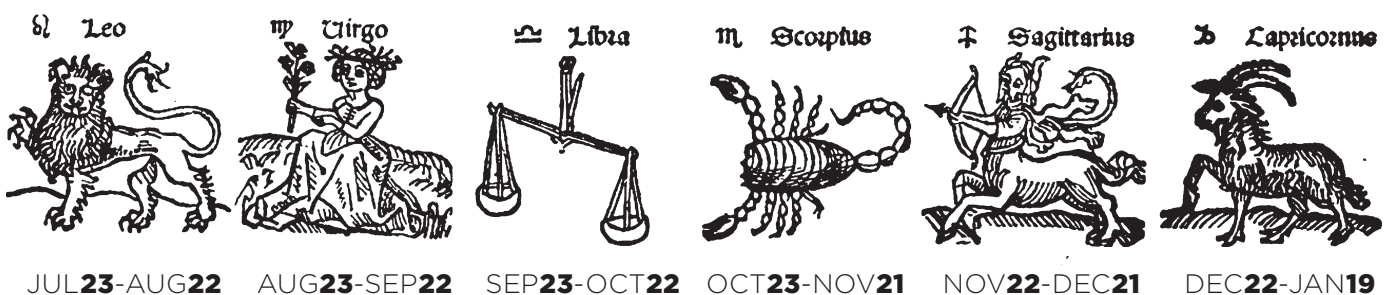 ♌ Leo
♍ Virgo
♎ Libra
♏ Scorpius
♐ Sagittarius
♑ Capricornus
JUL23-AUG22
AUG23-SEP22
SEP23-OCT22
OCT23-NOV21
NOV22-DEC21
DEC22-JAN19